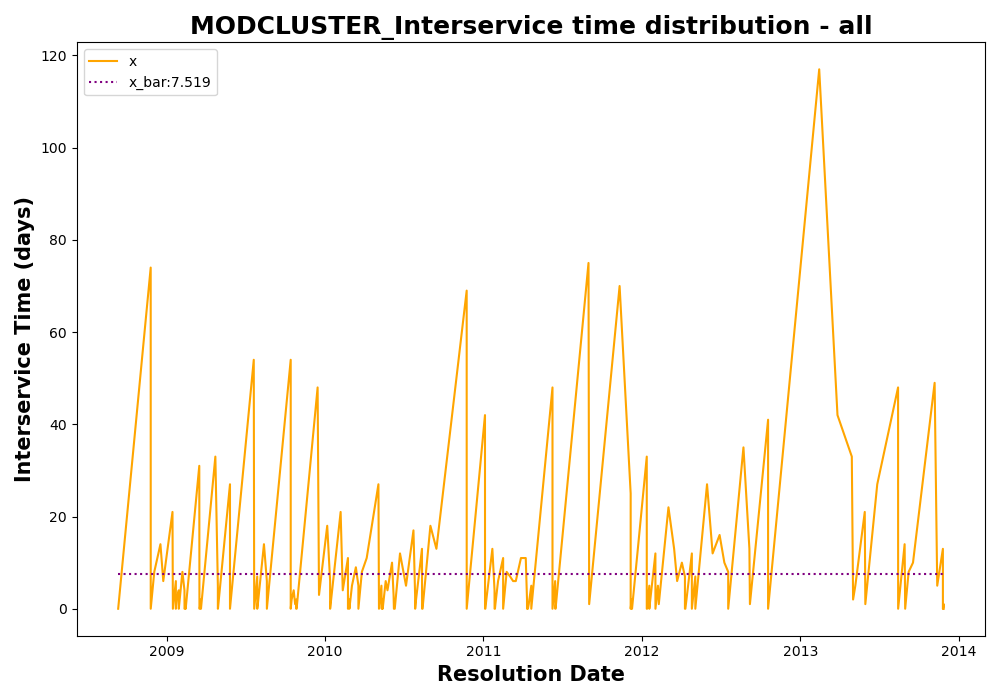 MODCLUSTER_Interservice time distribution - all
x
x_bar:7.519
Interservice Time (days)
120
100
80
60
40
20
0
2009
2010
2011
2012
2013
2014
Resolution Date